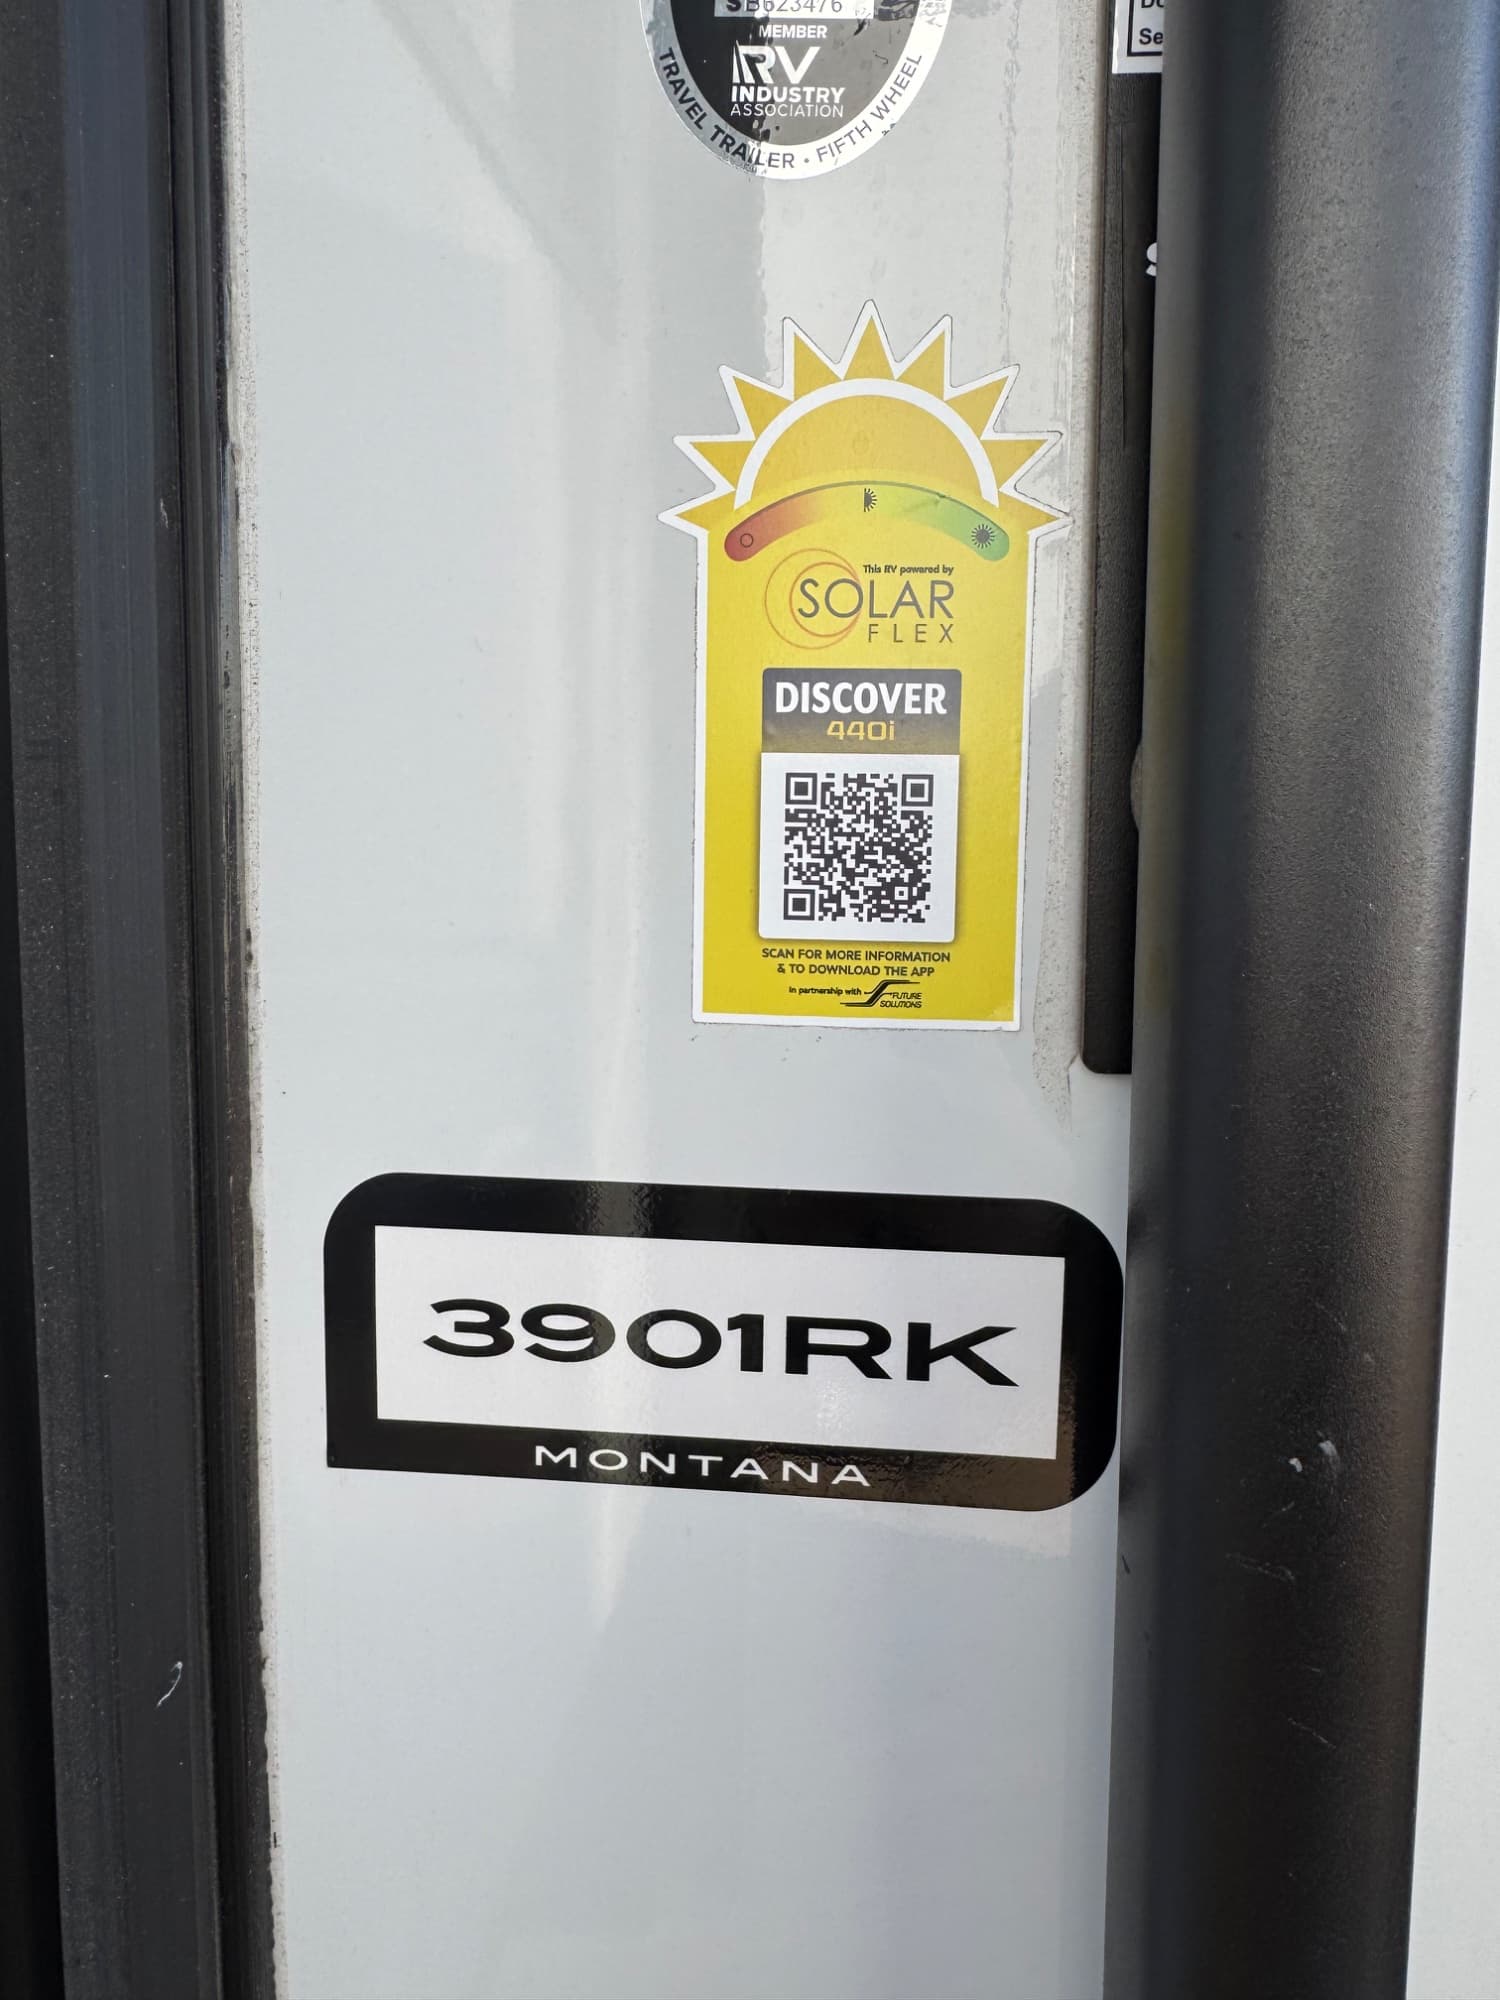 SB623476
MEMBER
RV
INDUSTRY
ASSOCIATION
TRAVEL TRAILER • FIFTH WHEEL
Se
This RV powered by
SOLAR
FLEX
DISCOVER
440i
SCAN FOR MORE INFORMATION
& TO DOWNLOAD THE APP
in partnership with
FUTURE
SOLUTIONS
3901RK
MONTANA